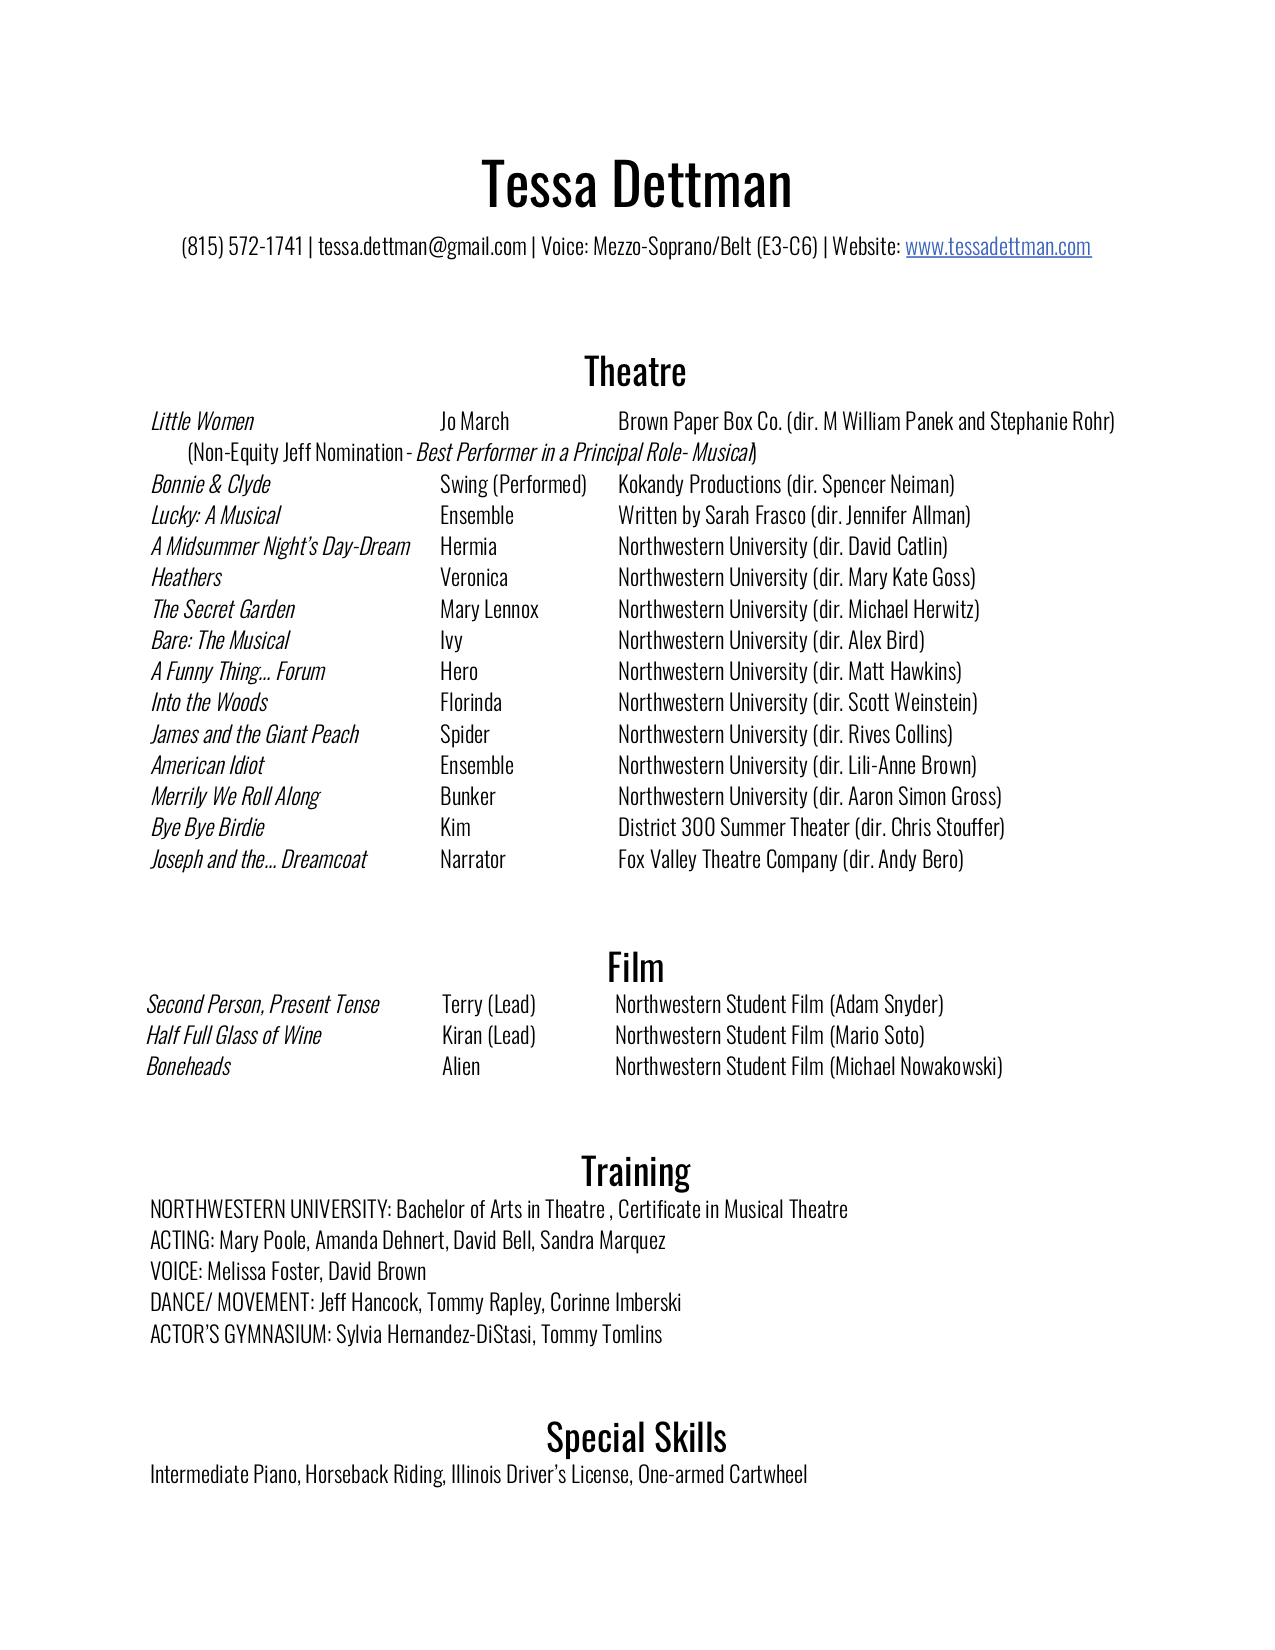 Tessa Dettman
(815) 572-1741 | tessa.dettman@gmail.com | Voice: Mezzo-Soprano/Belt (E3-C6) | Website: www.tessadettman.com
Theatre
Little Women Jo March Brown Paper Box Co. (dir. M William Panek and Stephanie Rohr)
(Non-Equity Jeff Nomination - Best Performer in a Principal Role- Musical)
Bonnie & Clyde Swing (Performed) Kokandy Productions (dir. Spencer Neiman)
Lucky: A Musical Ensemble Written by Sarah Frasco (dir. Jennifer Allman)
A Midsummer Night’s Day-Dream Hermia Northwestern University (dir. David Catlin)
Heathers Veronica Northwestern University (dir. Mary Kate Goss)
The Secret Garden Mary Lennox Northwestern University (dir. Michael Herwitz)
Bare: The Musical Ivy Northwestern University (dir. Alex Bird)
A Funny Thing... Forum Hero Northwestern University (dir. Matt Hawkins)
Into the Woods Florinda Northwestern University (dir. Scott Weinstein)
James and the Giant Peach Spider Northwestern University (dir. Rives Collins)
American Idiot Ensemble Northwestern University (dir. Lili-Anne Brown)
Merrily We Roll Along Bunker Northwestern University (dir. Aaron Simon Gross)
Bye Bye Birdie Kim District 300 Summer Theater (dir. Chris Stouffer)
Joseph and the... Dreamcoat Narrator Fox Valley Theatre Company (dir. Andy Bero)
Film
Second Person, Present Tense Terry (Lead) Northwestern Student Film (Adam Snyder)
Half Full Glass of Wine Kiran (Lead) Northwestern Student Film (Mario Soto)
Boneheads Alien Northwestern Student Film (Michael Nowakowski)
Training
NORTHWESTERN UNIVERSITY: Bachelor of Arts in Theatre , Certificate in Musical Theatre
ACTING: Mary Poole, Amanda Dehnert, David Bell, Sandra Marquez
VOICE: Melissa Foster, David Brown
DANCE/ MOVEMENT: Jeff Hancock, Tommy Rapley, Corinne Imberski
ACTOR’S GYMNASIUM: Sylvia Hernandez-DiStasi, Tommy Tomlins
Special Skills
Intermediate Piano, Horseback Riding, Illinois Driver’s License, One-armed Cartwheel